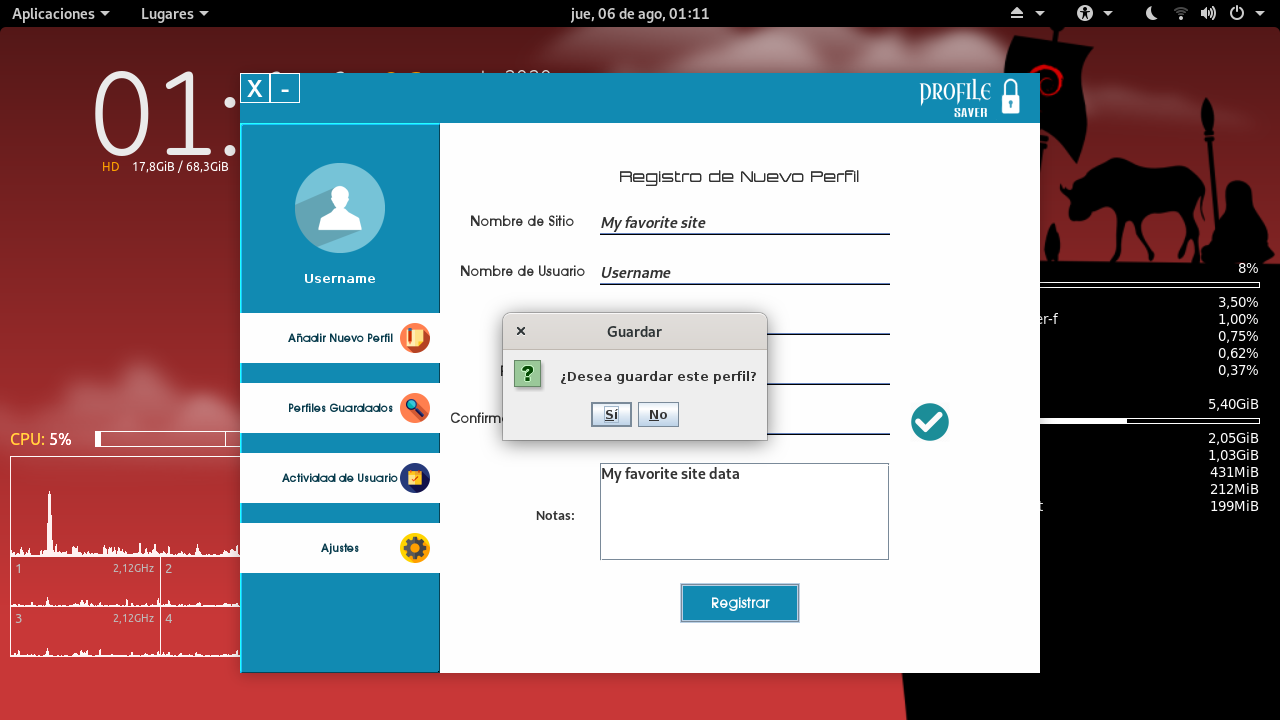 Aplicaciones
Lugares
jue, 06 de ago, 01:11
01:
HD 17,8GiB / 68,3GiB
X -
PROFILE
SAVER
Username
Añadir Nuevo Perfil
Perfiles Guardados
Actividad de Usuario
Ajustes
Registro de Nuevo Perfil
Nombre de Sitio
My favorite site
Nombre de Usuario
Username
Guardar
?
¿Desea guardar este perfil?
Sí
No
Notas:
My favorite site data
Registrar
CPU: 5%
1 2,12GHz 2
3 2,12GHz 4
8%
3,50%
er-f 1,00%
0,75%
0,62%
0,37%
5,40GiB
2,05GiB
1,03GiB
431MiB
212MiB
199MiB